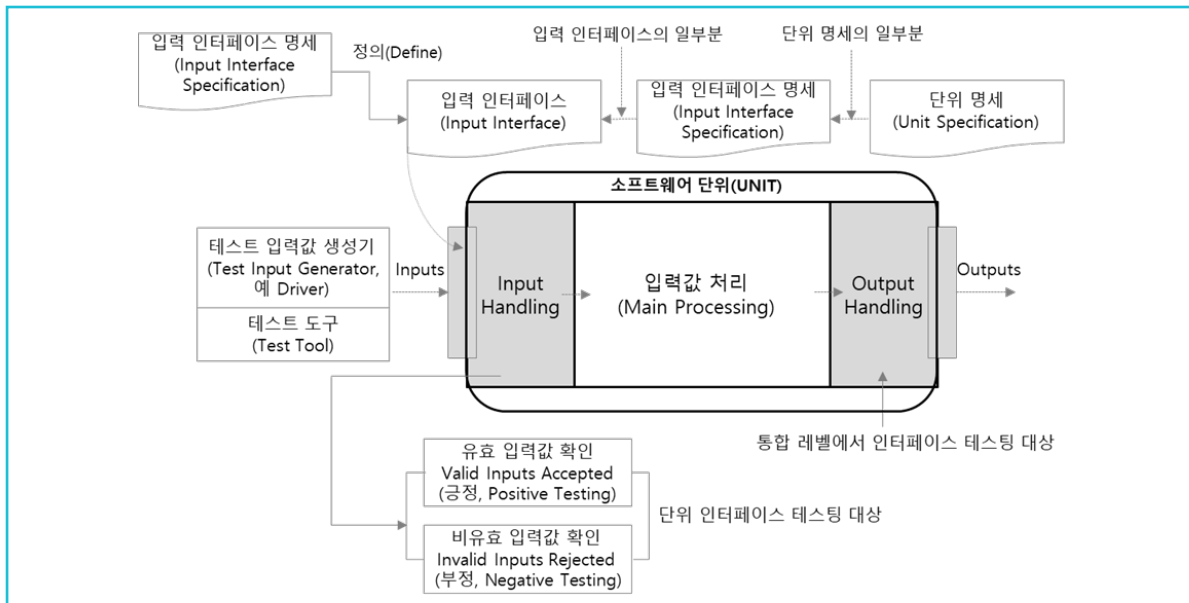 입력 인터페이스 명세
(Input Interface
Specification)
정의(Define)
입력 인터페이스의 일부분
단위 명세의 일부분
입력 인터페이스
(Input Interface)
입력 인터페이스 명세
(Input Interface
Specification)
단위 명세
(Unit Specification)
소프트웨어 단위(UNIT)
테스트 입력값 생성기
(Test Input Generator,
예 Driver)
테스트 도구
(Test Tool)
Inputs
Input
Handling
입력값 처리
(Main Processing)
Output
Handling
Outputs
통합 레벨에서 인터페이스 테스팅 대상
유효 입력값 확인
Valid Inputs Accepted
(긍정, Positive Testing)
비유효 입력값 확인
Invalid Inputs Rejected
(부정, Negative Testing)
단위 인터페이스 테스팅 대상